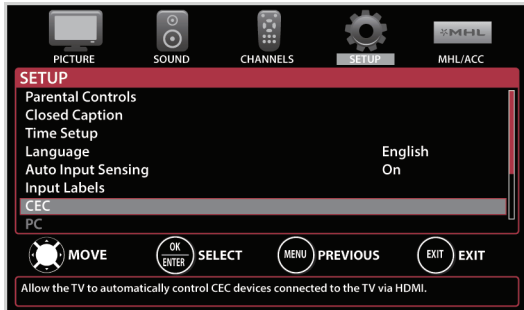 MHL
PICTURE SOUND CHANNELS SETUP MHL/ACC
SETUP
Parental Controls
Closed Caption
Time Setup
Language English
Auto Input Sensing On
Input Labels
CEC
PC
MOVE OK ENTER SELECT MENU PREVIOUS EXIT EXIT
Allow the TV to automatically control CEC devices connected to the TV via HDMI.